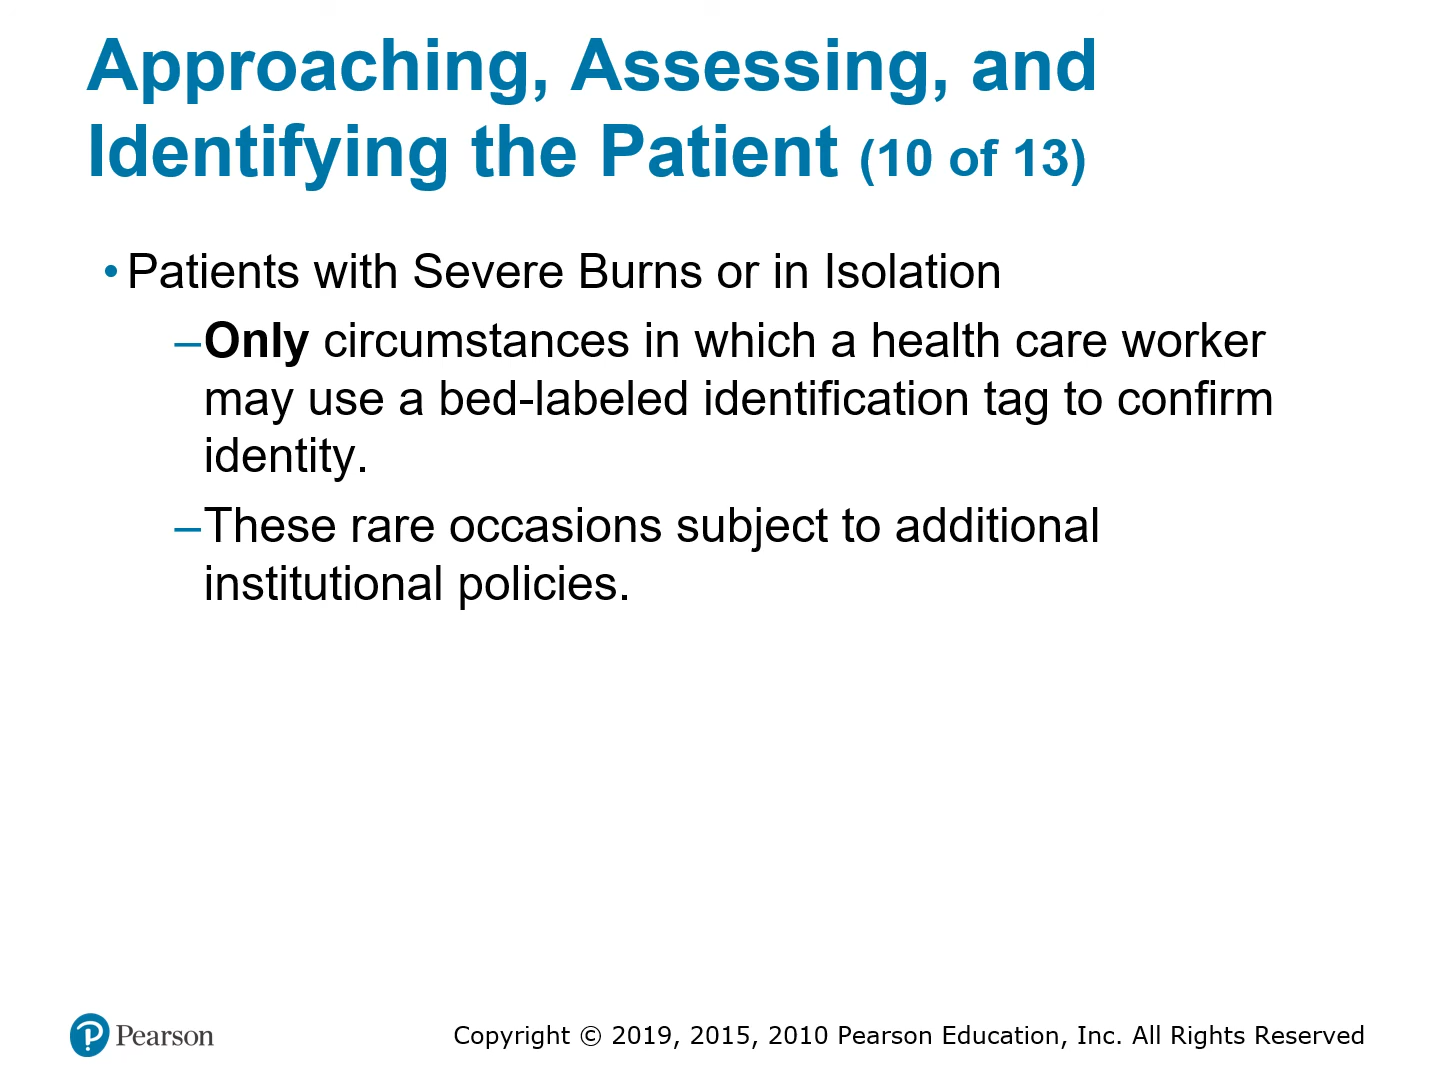 Approaching, Assessing, and
Identifying the Patient (10 of 13)
• Patients with Severe Burns or in Isolation
–Only circumstances in which a health care worker
may use a bed-labeled identification tag to confirm
identity.
–These rare occasions subject to additional
institutional policies.
Pearson
Copyright © 2019, 2015, 2010 Pearson Education, Inc. All Rights Reserved